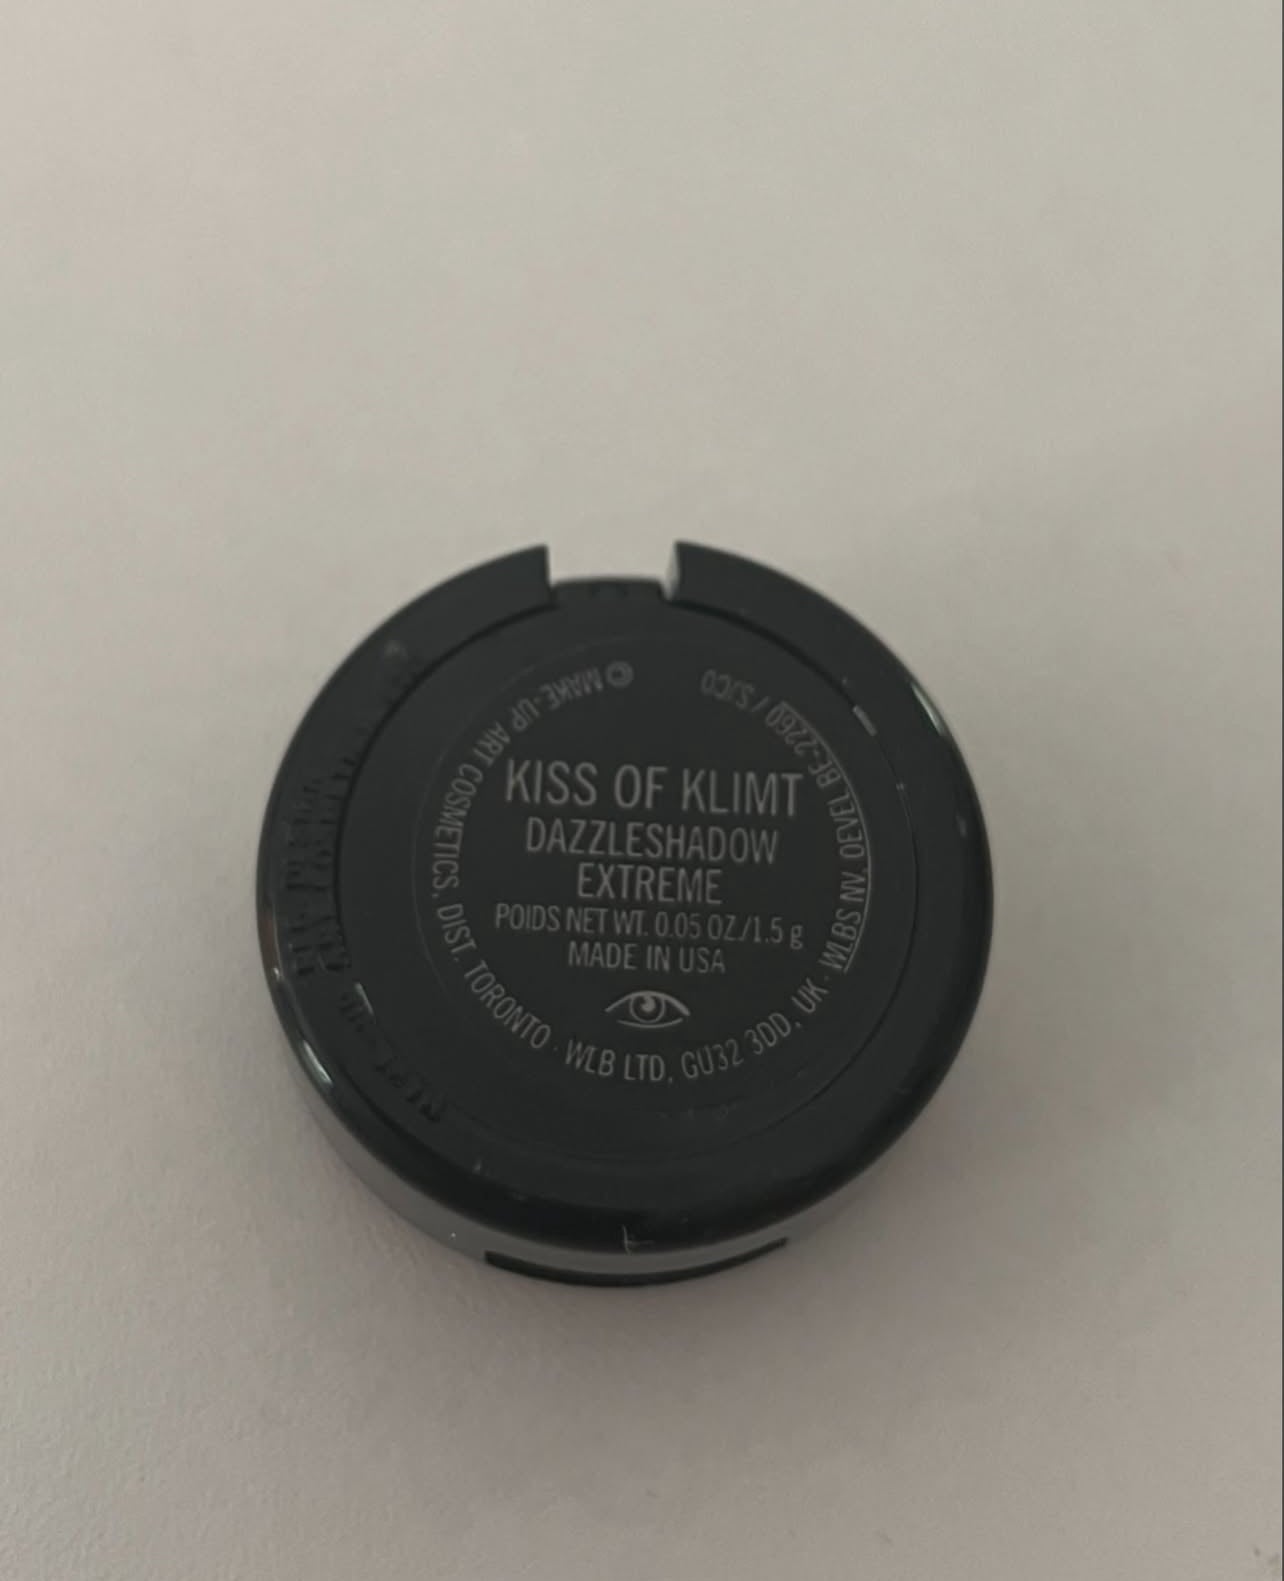 KISS OF KLIMT
DAZZLESHADOW
EXTREME
POIDS NET WT. 0.05 OZ./1.5 g
MADE IN USA
© MAKE-UP ART COSMETICS, DIST. TORONTO · WLB LTD, GU32 3DD, UK · WLBS NV, OEVEL BE-2260 / SJC0